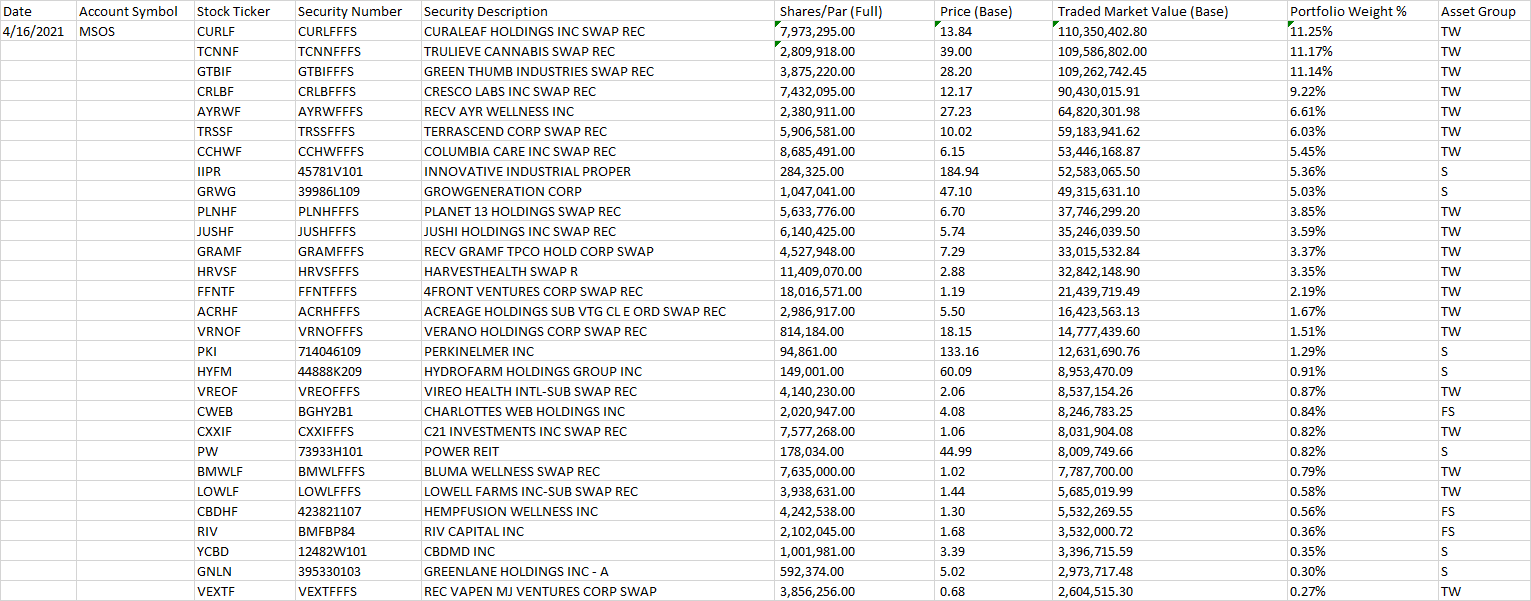 Date Account Symbol Stock Ticker Security Number Security Description Shares/Par (Full) Price (Base) Traded Market Value (Base) Portfolio Weight % Asset Group
4/16/2021 MSOS CURLF CURLFFFS CURALEAF HOLDINGS INC SWAP REC 7,973,295.00 13.84 110,350,402.80 11.25% TW
TCNNF TCNNFFFS TRULIEVE CANNABIS SWAP REC 2,809,918.00 39.00 109,586,802.00 11.17% TW
GTBIF GTBIFFFS GREEN THUMB INDUSTRIES SWAP REC 3,875,220.00 28.20 109,262,742.45 11.14% TW
CRLBF CRLBFFFS CRESCO LABS INC SWAP REC 7,432,095.00 12.17 90,430,015.91 9.22% TW
AYRWF AYRWFFFS RECV AYR WELLNESS INC 2,380,911.00 27.23 64,820,301.98 6.61% TW
TRSSF TRSSFFFS TERRASCEND CORP SWAP REC 5,906,581.00 10.02 59,183,941.62 6.03% TW
CCHWF CCHWFFFS COLUMBIA CARE INC SWAP REC 8,685,491.00 6.15 53,446,168.87 5.45% TW
IIPR 45781V101 INNOVATIVE INDUSTRIAL PROPER 284,325.00 184.94 52,583,065.50 5.36% S
GRWG 39986L109 GROWGENERATION CORP 1,047,041.00 47.10 49,315,631.10 5.03% S
PLNHF PLNHFFFS PLANET 13 HOLDINGS SWAP REC 5,633,776.00 6.70 37,746,299.20 3.85% TW
JUSHF JUSHFFFS JUSHI HOLDINGS INC SWAP REC 6,140,425.00 5.74 35,246,039.50 3.59% TW
GRAMF GRAMFFFS RECV GRAMF TPCO HOLD CORP SWAP 4,527,948.00 7.29 33,015,532.84 3.37% TW
HRVSF HRVSFFFS HARVESTHEALTH SWAP R 11,409,070.00 2.88 32,842,148.90 3.35% TW
FFNTF FFNTFFFS 4FRONT VENTURES CORP SWAP REC 18,016,571.00 1.19 21,439,719.49 2.19% TW
ACRHF ACRHFFFS ACREAGE HOLDINGS SUB VTG CL E ORD SWAP REC 2,986,917.00 5.50 16,423,563.13 1.67% TW
VRNOF VRNOFFFS VERANO HOLDINGS CORP SWAP REC 814,184.00 18.15 14,777,439.60 1.51% TW
PKI 714046109 PERKINELMER INC 94,861.00 133.16 12,631,690.76 1.29% S
HYFM 44888K209 HYDROFARM HOLDINGS GROUP INC 149,001.00 60.09 8,953,470.09 0.91% S
VREOF VREOFFFS VIREO HEALTH INTL-SUB SWAP REC 4,140,230.00 2.06 8,537,154.26 0.87% TW
CWEB BGHY2B1 CHARLOTTES WEB HOLDINGS INC 2,020,947.00 4.08 8,246,783.25 0.84% FS
CXXIF CXXIFFFS C21 INVESTMENTS INC SWAP REC 7,577,268.00 1.06 8,031,904.08 0.82% TW
PW 73933H101 POWER REIT 178,034.00 44.99 8,009,749.66 0.82% S
BMWLF BMWLFFFS BLUMA WELLNESS SWAP REC 7,635,000.00 1.02 7,787,700.00 0.79% TW
LOWLF LOWLFFFS LOWELL FARMS INC-SUB SWAP REC 3,938,631.00 1.44 5,685,019.99 0.58% TW
CBDHF 423821107 HEMPFUSION WELLNESS INC 4,242,538.00 1.30 5,532,269.55 0.56% FS
RIV BMFBP84 RIV CAPITAL INC 2,102,045.00 1.68 3,532,000.72 0.36% FS
YCBD 12482W101 CBDMD INC 1,001,981.00 3.39 3,396,715.59 0.35% S
GNLN 395330103 GREENLANE HOLDINGS INC - A 592,374.00 5.02 2,973,717.48 0.30% S
VEXTF VEXTFFFS REC VAPEN MJ VENTURES CORP SWAP 3,856,256.00 0.68 2,604,515.30 0.27% TW